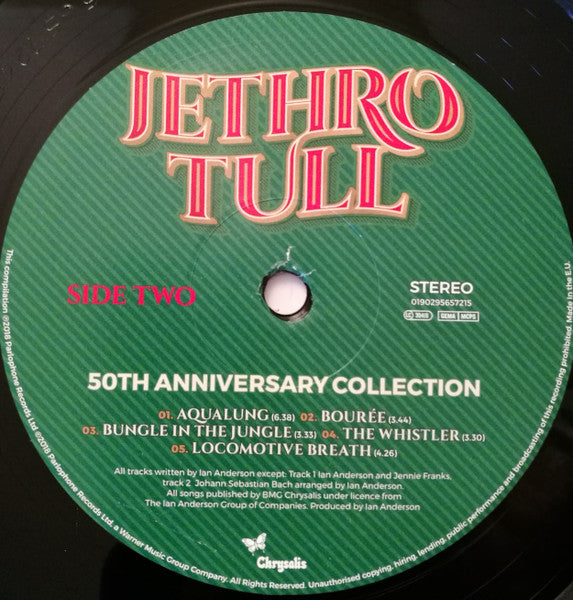 JETHRO
TULL
SIDE TWO
STEREO
0190295657215
LC 30419 GEMA MCPS
50TH ANNIVERSARY COLLECTION
01. AQUALUNG (6.38) 02. BOURÉE (3.44)
03. BUNGLE IN THE JUNGLE (3.33) 04. THE WHISTLER (3.30)
05. LOCOMOTIVE BREATH (4.26)
All tracks written by Ian Anderson except: Track 1 Ian Anderson and Jennie Franks,
track 2 Johann Sebastian Bach arranged by Ian Anderson.
All songs published by BMG Chrysalis under licence from
The Ian Anderson Group of Companies. Produced by Ian Anderson
Chrysalis
This compilation ℗2018 Parlophone Records Ltd ©2018 Parlophone Records Ltd, a Warner Music Group Company. All Rights Reserved. Unauthorised copying, hiring, lending, public performance and broadcasting of this recording prohibited. Made in the E.U.